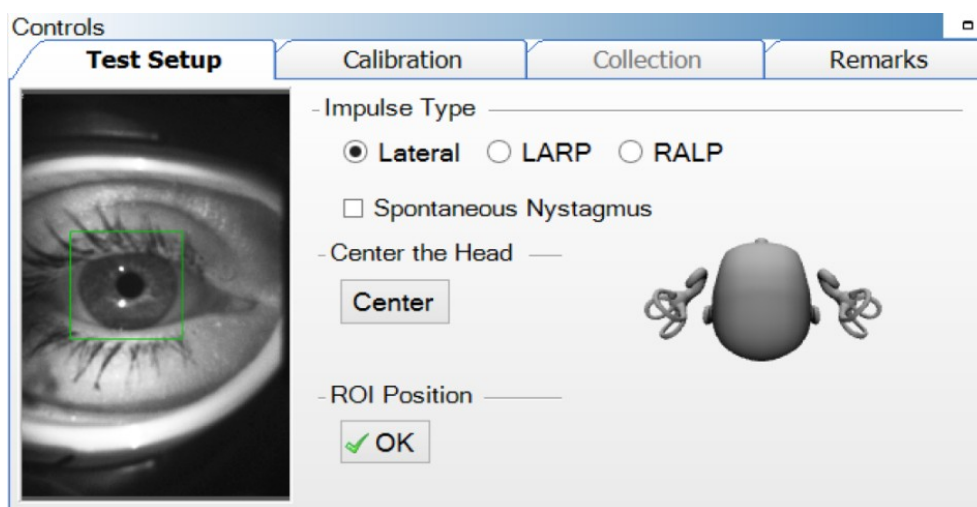 Controls
Test Setup Calibration Collection Remarks
Impulse Type
Lateral LARP RALP
Spontaneous Nystagmus
Center the Head
Center
ROI Position
OK